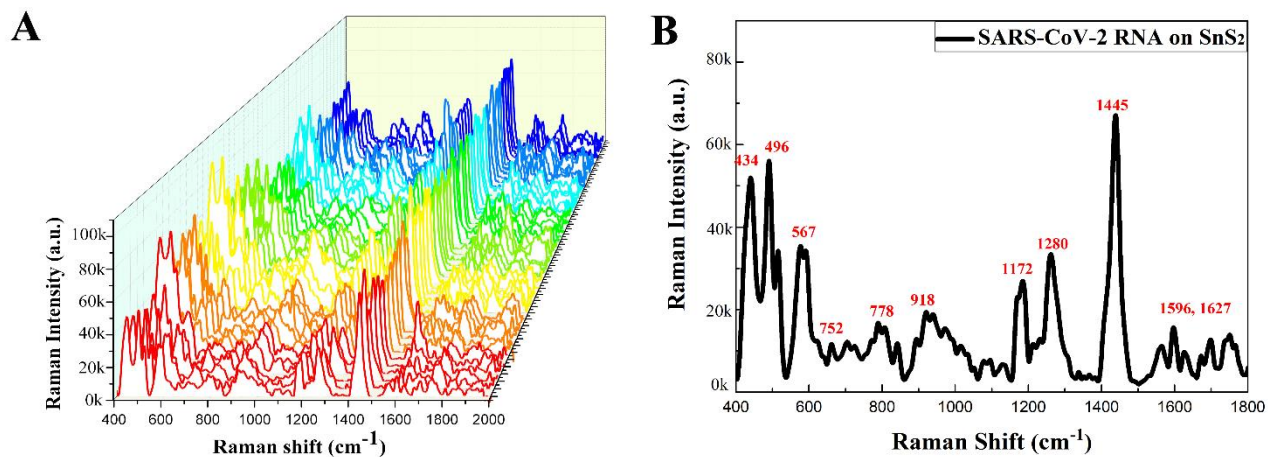 A
100k
80k
60k
40k
20k
0k
Raman Intensity (a.u.)
400 600 800 1000 1200 1400 1600 1800 2000
Raman shift (cm⁻¹)
B
SARS-CoV-2 RNA on SnS₂
80k
60k
40k
20k
0k
Raman Intensity (a.u.)
434
496
567
752
778
918
1172
1280
1445
1596, 1627
400 600 800 1000 1200 1400 1600 1800
Raman Shift (cm⁻¹)